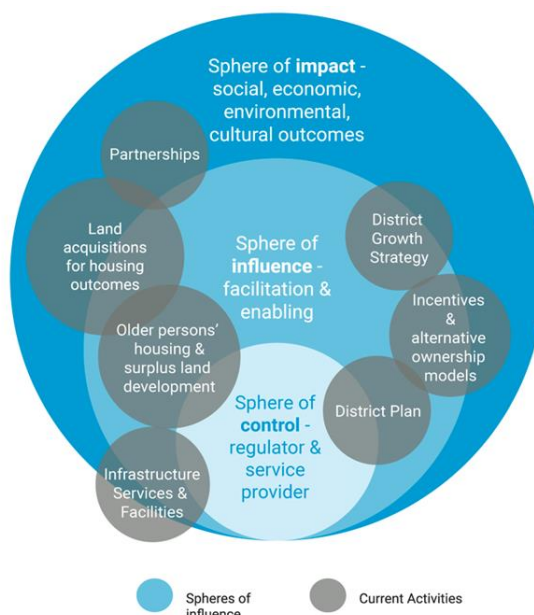 Sphere of impact -
social, economic,
environmental,
cultural outcomes
Partnerships
Land
acquisitions
for housing
outcomes
District
Growth
Strategy
Sphere of
influence -
facilitation &
enabling
Incentives
&
alternative
ownership
models
Older persons'
housing &
surplus land
development
District Plan
Sphere of
control -
regulator &
service
provider
Infrastructure
Services &
Facilities
Spheres of
influence
Current Activities